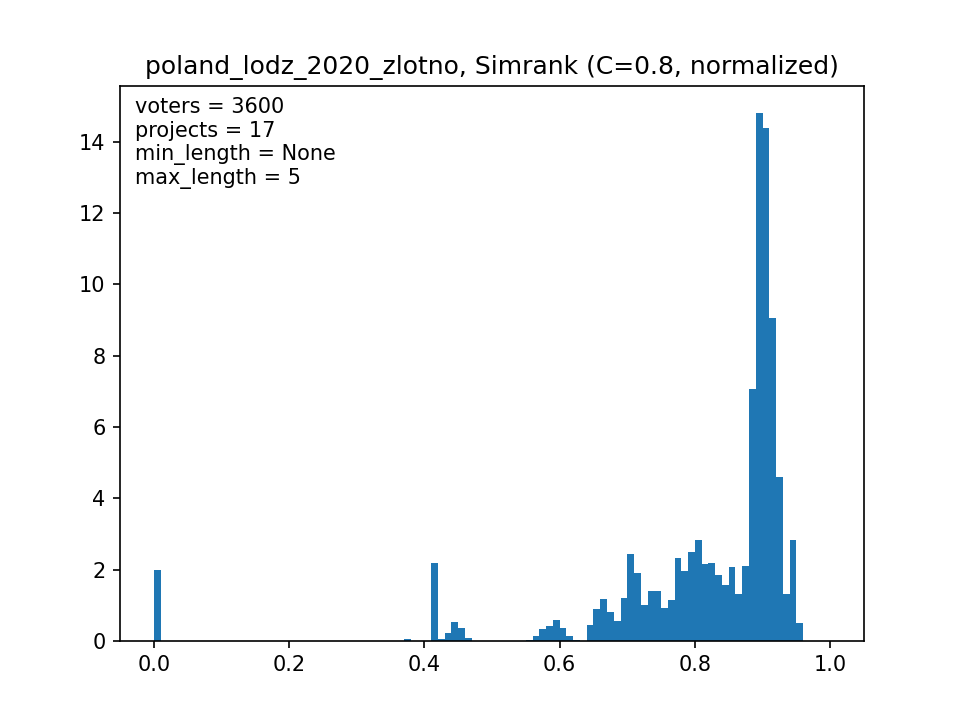 poland_lodz_2020_zlotno, Simrank (C=0.8, normalized)
voters = 3600
projects = 17
min_length = None
max_length = 5
14
12
10
8
6
4
2
0
0.0 0.2 0.4 0.6 0.8 1.0